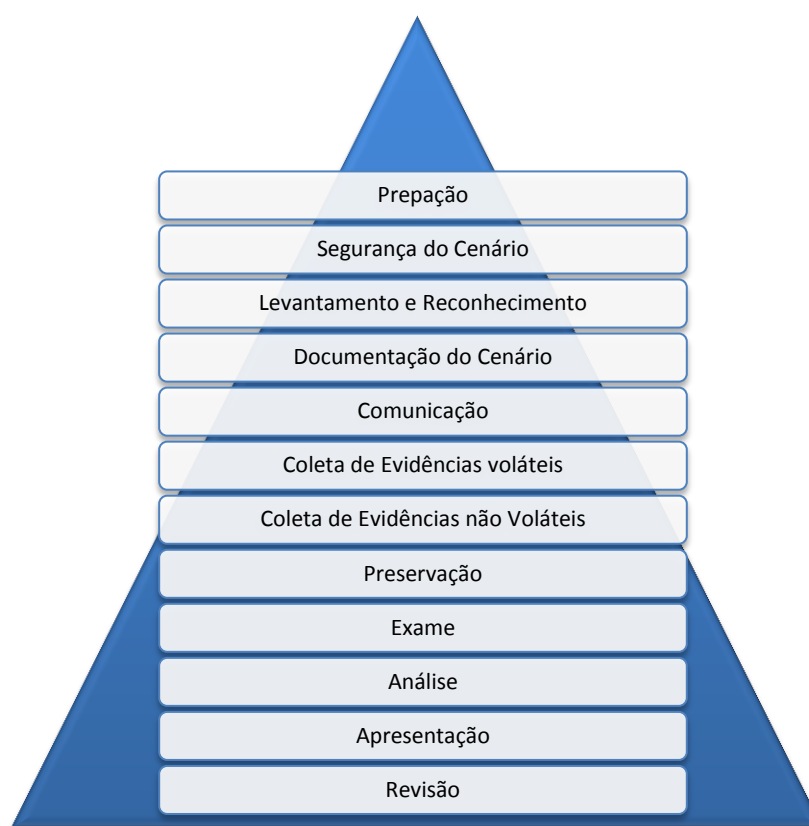 Prepação
Segurança do Cenário
Levantamento e Reconhecimento
Documentação do Cenário
Comunicação
Coleta de Evidências voláteis
Coleta de Evidências não Voláteis
Preservação
Exame
Análise
Apresentação
Revisão